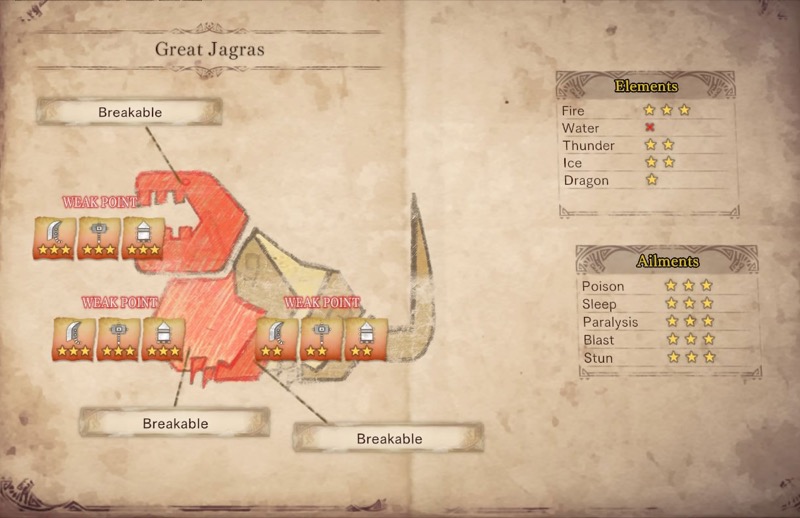 Great Jagras
Breakable
WEAK POINT
WEAK POINT
WEAK POINT
Breakable
Breakable
Elements
Fire
Water
Thunder
Ice
Dragon
Ailments
Poison
Sleep
Paralysis
Blast
Stun